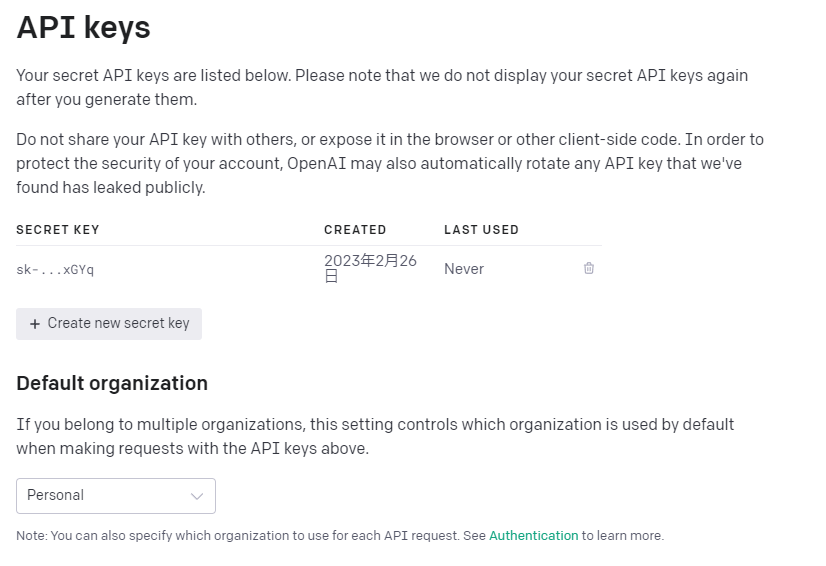 API keys
Your secret API keys are listed below. Please note that we do not display your secret API keys again
after you generate them.
Do not share your API key with others, or expose it in the browser or other client-side code. In order to
protect the security of your account, OpenAI may also automatically rotate any API key that we've
found has leaked publicly.
SECRET KEY CREATED LAST USED
sk-...xGYq 2023年2月26 Never
日
+ Create new secret key
Default organization
If you belong to multiple organizations, this setting controls which organization is used by default
when making requests with the API keys above.
Personal
Note: You can also specify which organization to use for each API request. See Authentication to learn more.